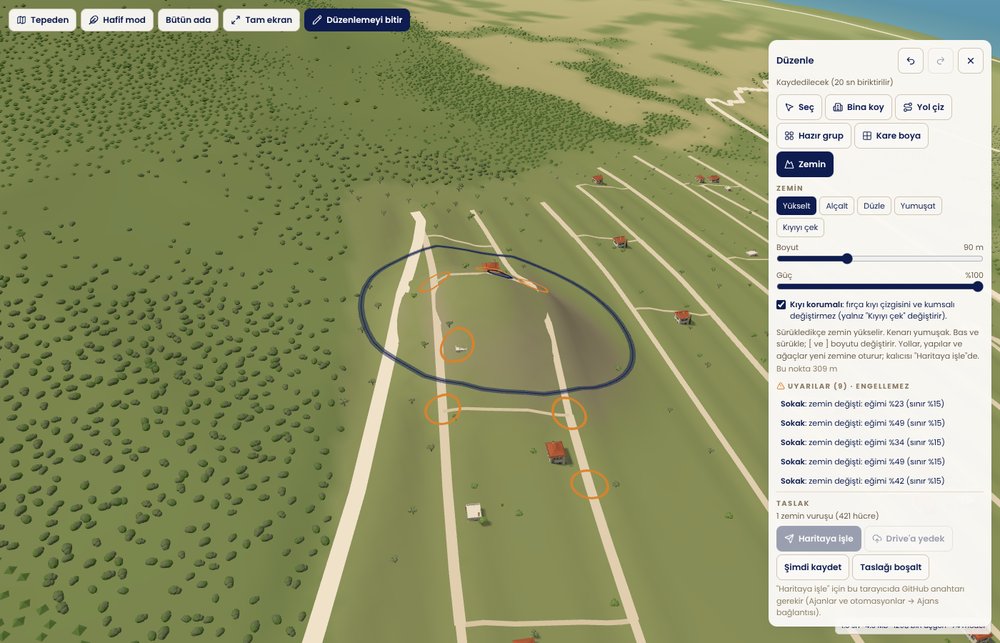 Tepeden
Hafif mod
Bütün ada
Tam ekran
Düzenlemeyi bitir
Düzenle
Kaydedilecek (20 sn biriktirilir)
Seç
Bina koy
Yol çiz
Hazır grup
Kare boya
Zemin
ZEMİN
Yükselt
Alçalt
Düzle
Yumuşat
Kıyıyı çek
Boyut
90 m
Güç
%100
Kıyı korumalı: fırça kıyı çizgisini ve kumsalı
değiştirmez (yalnız "Kıyıyı çek" değiştirir).
Sürükledikçe zemin yükselir. Kenarı yumuşak. Bas ve
sürükle; [ ve ] boyutu değiştirir. Yollar, yapılar ve
ağaçlar yeni zemine oturur; kalıcısı "Haritaya işle"de.
Bu nokta 309 m
UYARILAR (9) · ENGELLEMEZ
Sokak: zemin değişti: eğimi %23 (sınır %15)
Sokak: zemin değişti: eğimi %49 (sınır %15)
Sokak: zemin değişti: eğimi %34 (sınır %15)
Sokak: zemin değişti: eğimi %49 (sınır %15)
Sokak: zemin değişti: eğimi %42 (sınır %15)
TASLAK
1 zemin vuruşu (421 hücre)
Haritaya işle
Drive'a yedek
Şimdi kaydet
Taslağı boşalt
"Haritaya işle" için bu tarayıcıda GitHub anahtarı
gerekir (Ajanlar ve otomasyonlar → Ajans
bağlantısı).